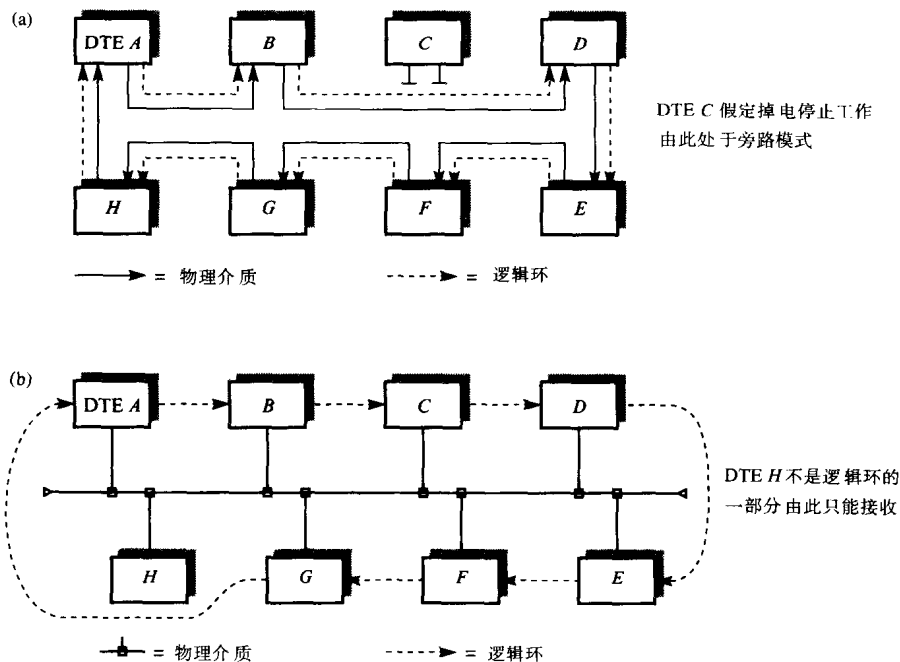 (a)
DTE A
B
C
D
DTE C 假定掉电停止工作
由此处于旁路模式
H
G
F
E
= 物理介质
= 逻辑环
(b)
DTE A
B
C
D
DTE H 不是逻辑环的
一部分由此只能接收
H
G
F
E
= 物理介质
= 逻辑环